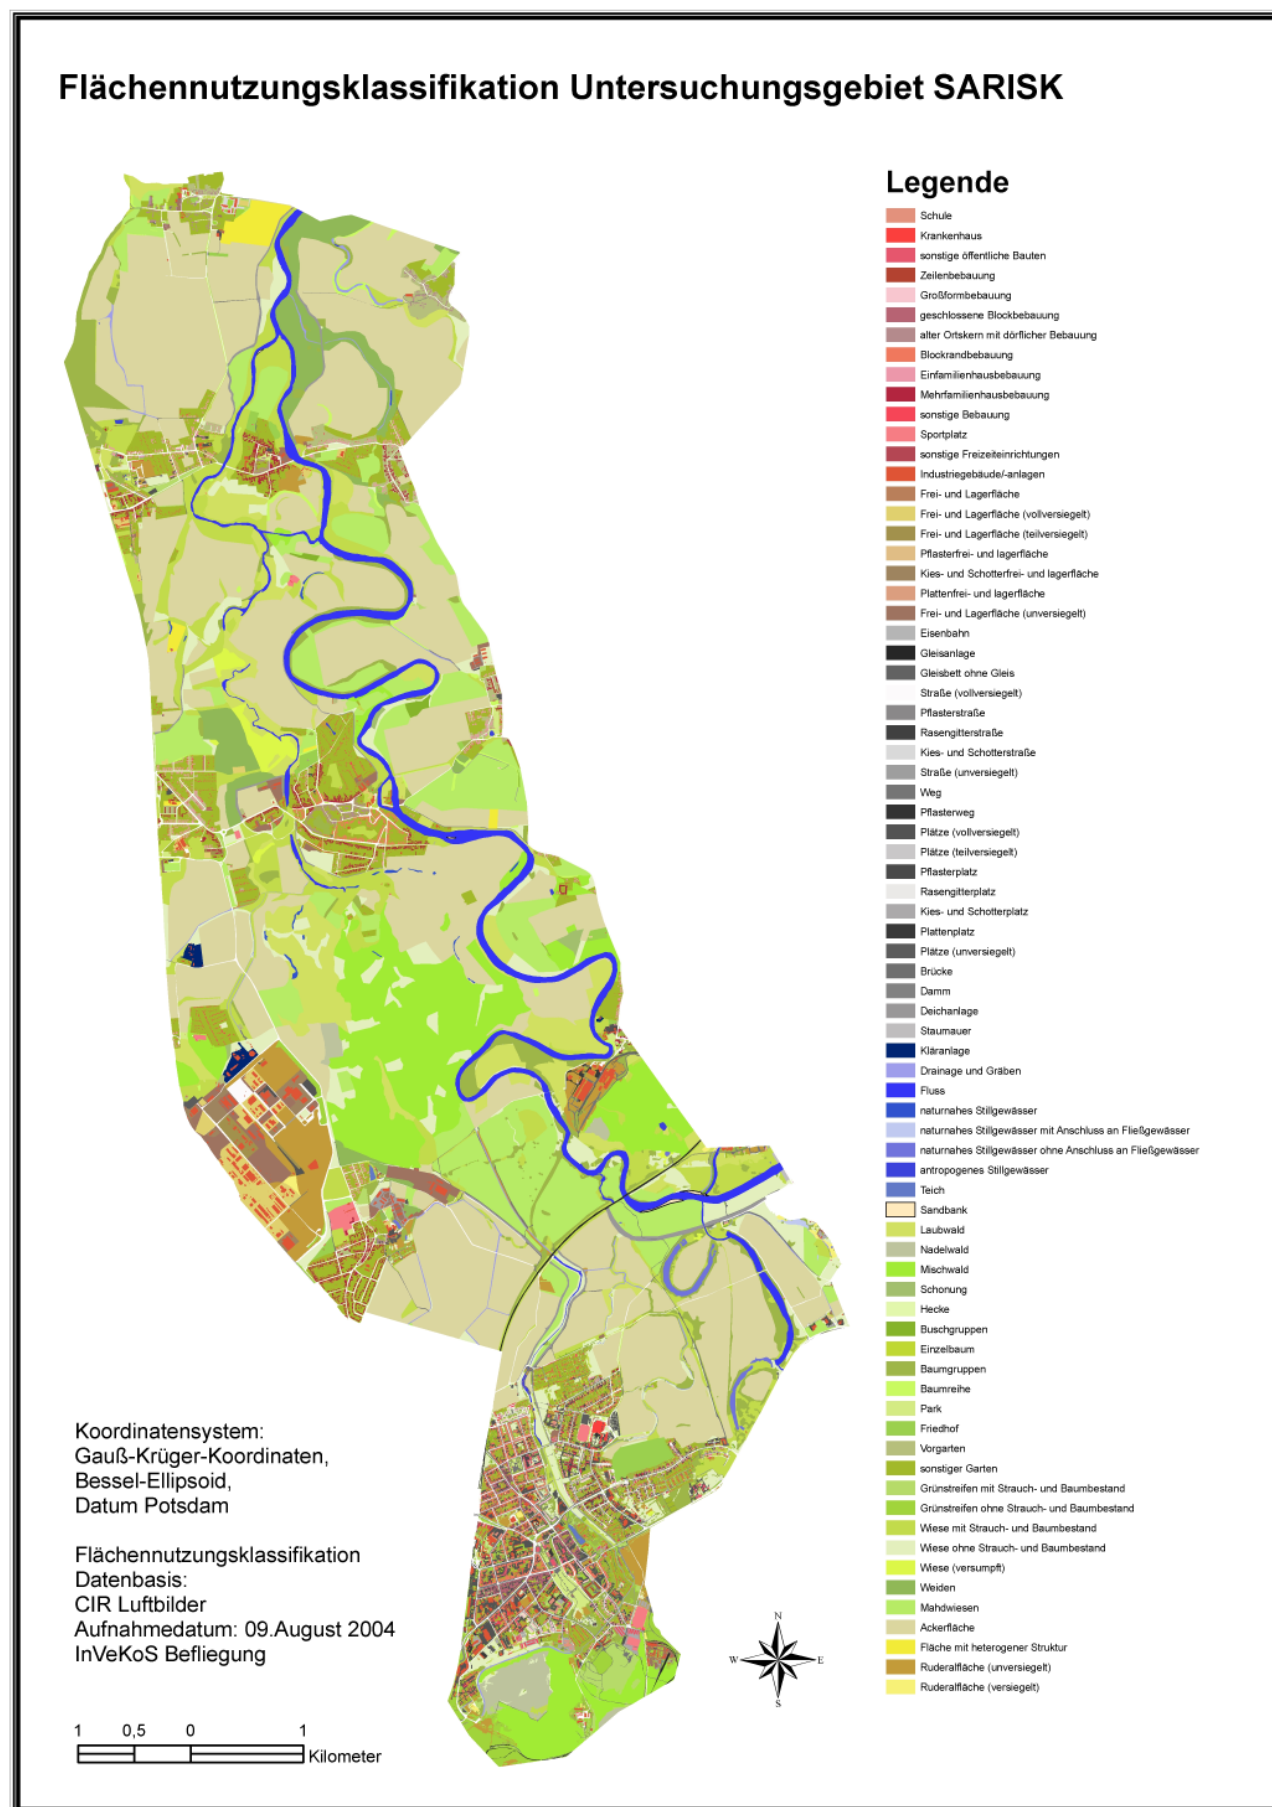 Flächennutzungsklassifikation Untersuchungsgebiet SARISK
Legende
Schule
Krankenhaus
sonstige öffentliche Bauten
Zeilenbebauung
Großformbebauung
geschlossene Blockbebauung
alter Ortskern mit dörflicher Bebauung
Blockrandbebauung
Einfamilienhausbebauung
Mehrfamilienhausbebauung
sonstige Bebauung
Sportplatz
sonstige Freizeiteinrichtungen
Industriegebäude/-anlagen
Frei- und Lagerfläche
Frei- und Lagerfläche (vollversiegelt)
Frei- und Lagerfläche (teilversiegelt)
Pflasterfrei- und lagerfläche
Kies- und Schotterfrei- und lagerfläche
Plattenfrei- und lagerfläche
Frei- und Lagerfläche (unversiegelt)
Eisenbahn
Gleisanlage
Gleisbett ohne Gleis
Straße (vollversiegelt)
Pflasterstraße
Rasengitterstraße
Kies- und Schotterstraße
Straße (unversiegelt)
Weg
Pflasterweg
Plätze (vollversiegelt)
Plätze (teilversiegelt)
Pflasterplatz
Rasengitterplatz
Kies- und Schotterplatz
Plattenplatz
Plätze (unversiegelt)
Brücke
Damm
Deichanlage
Staumauer
Kläranlage
Drainage und Gräben
Fluss
naturnahes Stillgewässer
naturnahes Stillgewässer mit Anschluss an Fließgewässer
naturnahes Stillgewässer ohne Anschluss an Fließgewässer
antropogenes Stillgewässer
Teich
Sandbank
Laubwald
Nadelwald
Mischwald
Schonung
Hecke
Buschgruppen
Einzelbaum
Baumgruppen
Baumreihe
Park
Friedhof
Vorgarten
sonstiger Garten
Grünstreifen mit Strauch- und Baumbestand
Grünstreifen ohne Strauch- und Baumbestand
Wiese mit Strauch- und Baumbestand
Wiese ohne Strauch- und Baumbestand
Wiese (versumpft)
Weiden
Mahdwiesen
Ackerfläche
Fläche mit heterogener Struktur
Ruderalfläche (unversiegelt)
Ruderalfläche (versiegelt)
Koordinatensystem:
Gauß-Krüger-Koordinaten,
Bessel-Ellipsoid,
Datum Potsdam
Flächennutzungsklassifikation
Datenbasis:
CIR Luftbilder
Aufnahmedatum: 09.August 2004
InVeKoS Befliegung
N
W E
S
1 0,5 0 1
Kilometer